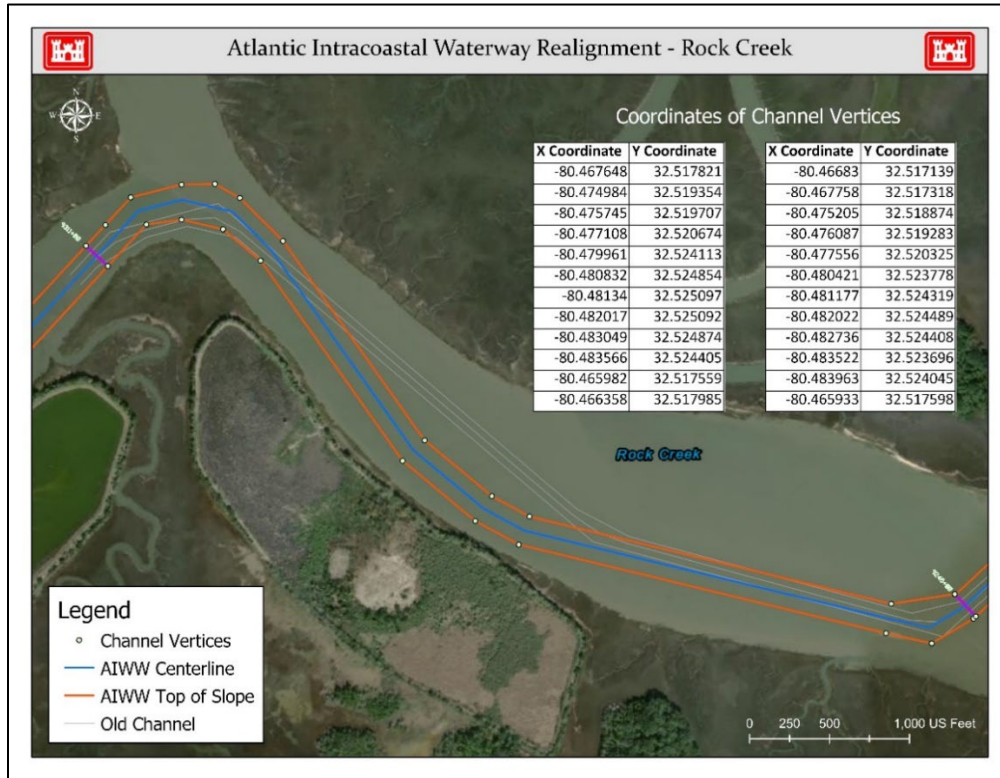 Atlantic Intracoastal Waterway Realignment - Rock Creek
N
W E
S
Coordinates of Channel Vertices
X Coordinate Y Coordinate
-80.467648 32.517821
-80.474984 32.519354
-80.475745 32.519707
-80.477108 32.520674
-80.479961 32.524113
-80.480832 32.524854
-80.48134 32.525097
-80.482017 32.525092
-80.483049 32.524874
-80.483566 32.524405
-80.465982 32.517559
-80.466358 32.517985
X Coordinate Y Coordinate
-80.46683 32.517139
-80.467758 32.517318
-80.475205 32.518874
-80.476087 32.519283
-80.477556 32.520325
-80.480421 32.523778
-80.481177 32.524319
-80.482022 32.524489
-80.482736 32.524408
-80.483522 32.523696
-80.483963 32.524045
-80.465933 32.517598
Rock Creek
Legend
Channel Vertices
AIWW Centerline
AIWW Top of Slope
Old Channel
0 250 500 1,000 US Feet